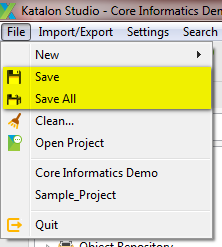 Katalon Studio - Core Informatics Dem
File Import/Export Settings Search
New
Save
Save All
Clean...
Open Project
Core Informatics Demo
Sample_Project
Quit
Object Repository